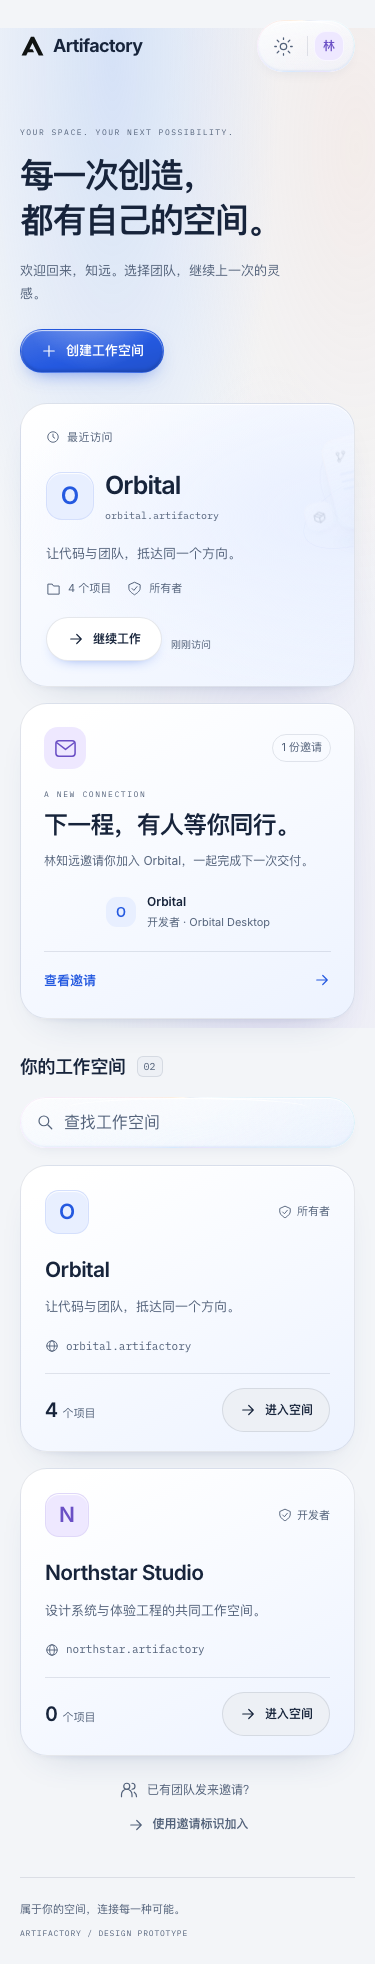 Artifactory
林
YOUR SPACE. YOUR NEXT POSSIBILITY.
每一次创造，
都有自己的空间。
欢迎回来，知远。选择团队，继续上一次的灵
感。
创建工作空间
最近访问
O
Orbital
orbital.artifactory
让代码与团队，抵达同一个方向。
4 个项目
所有者
继续工作
刚刚访问
1 份邀请
A NEW CONNECTION
下一程，有人等你同行。
林知远邀请你加入 Orbital，一起完成下一次交付。
O
Orbital
开发者 · Orbital Desktop
查看邀请
你的工作空间
02
查找工作空间
O
所有者
Orbital
让代码与团队，抵达同一个方向。
orbital.artifactory
4 个项目
进入空间
N
开发者
Northstar Studio
设计系统与体验工程的共同工作空间。
northstar.artifactory
0 个项目
进入空间
已有团队发来邀请?
使用邀请标识加入
属于你的空间，连接每一种可能。
ARTIFACTORY / DESIGN PROTOTYPE